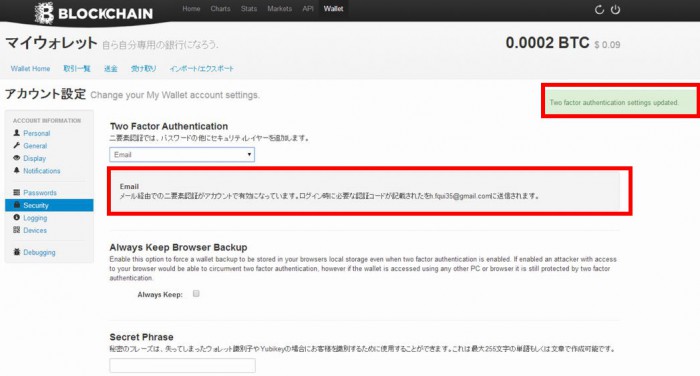 BLOCKCHAIN
Home Charts Stats Markets API Wallet
マイウォレット 自ら自分専用の銀行になろう.
0.0002 BTC $ 0.09
Wallet Home 取引一覧 送金 受け取り インポート/エクスポート
アカウント設定 Change your My Wallet account settings.
Two factor authentication settings updated.
ACCOUNT INFORMATION
Personal
General
Display
Notifications
Passwords
Security
Logging
Devices
Debugging
Two Factor Authentication
二要素認証では、パスワードの他にセキュリティレイヤーを追加します。
Email
Email
メール経由での二要素認証がアカウントで有効になっています。ログイン時に必要な認証コードが記載されたをh.fqui35@gmail.comに送信されます。
Always Keep Browser Backup
Enable this option to force a wallet backup to be stored in your browsers local storage even when two factor authentication is enabled. If enabled an attacker with access
to your browser would be able to circumvent two factor authentication, however if the wallet is accessed using any other PC or browser it is still protected by two factor
authentication.
Always Keep:
Secret Phrase
秘密のフレーズは、失ってしまったウォレット識別子やYubikeyの場合にお客様を識別するために使用することができます。これは最大255文字の単語もしくは文章で作成可能です。